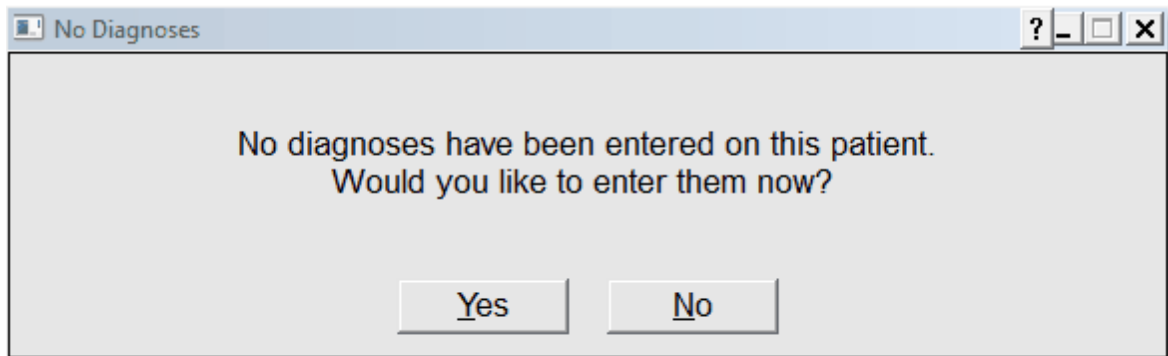 No Diagnoses
?
No diagnoses have been entered on this patient.
Would you like to enter them now?
Yes No